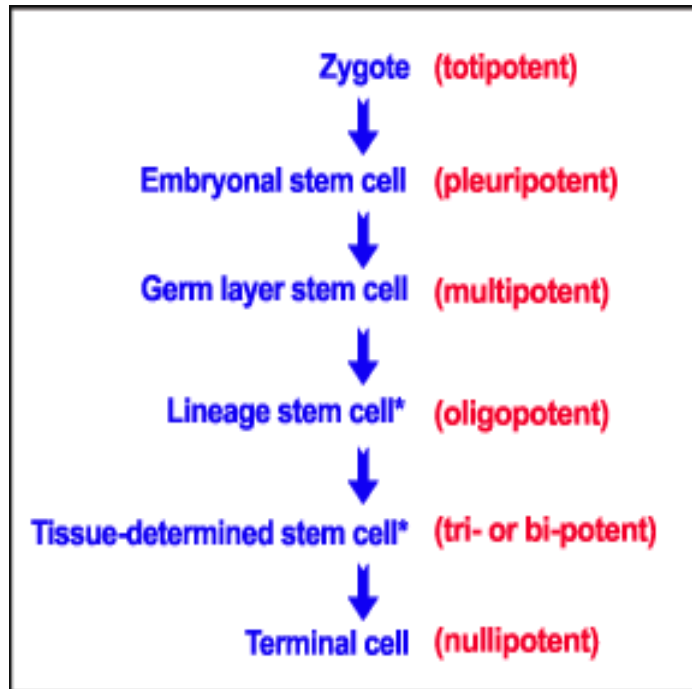 Zygote (totipotent)
Embryonal stem cell (pleuripotent)
Germ layer stem cell (multipotent)
Lineage stem cell* (oligopotent)
Tissue-determined stem cell* (tri- or bi-potent)
Terminal cell (nullipotent)